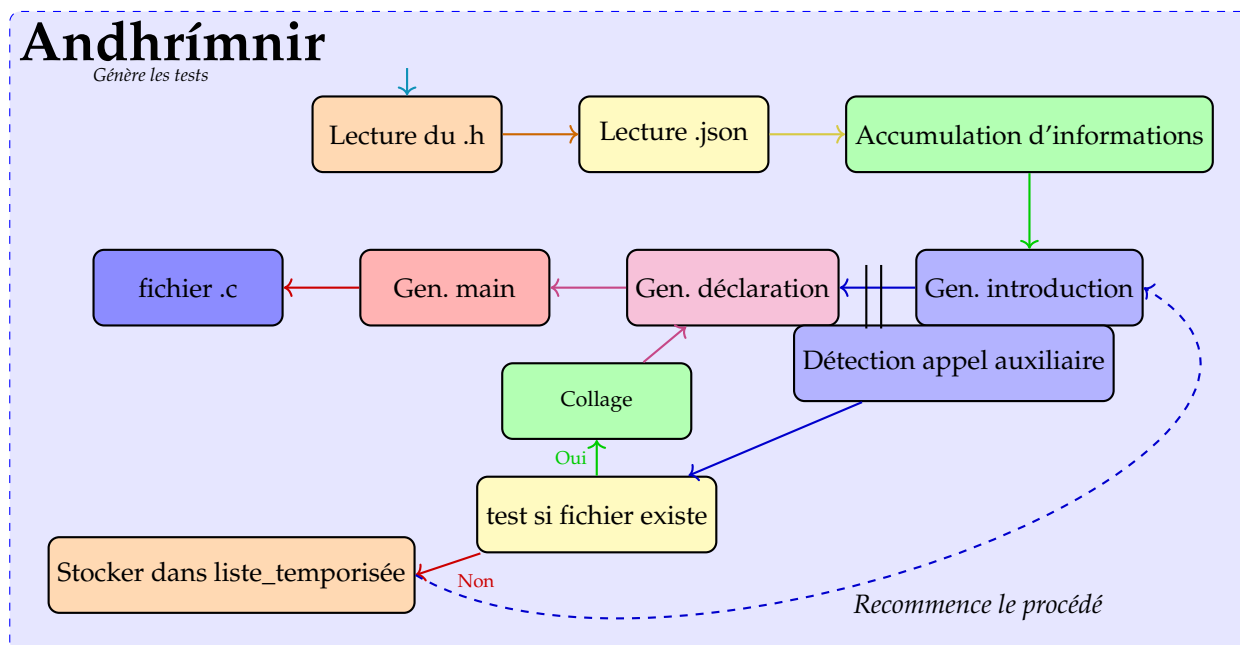 Andhrímnir
Génère les tests
Lecture du .h
Lecture .json
Accumulation d'informations
fichier .c
Gen. main
Gen. déclaration
Gen. introduction
Détection appel auxiliaire
Collage
Oui
test si fichier existe
Stocker dans liste_temporisée
Non
Recommence le procédé